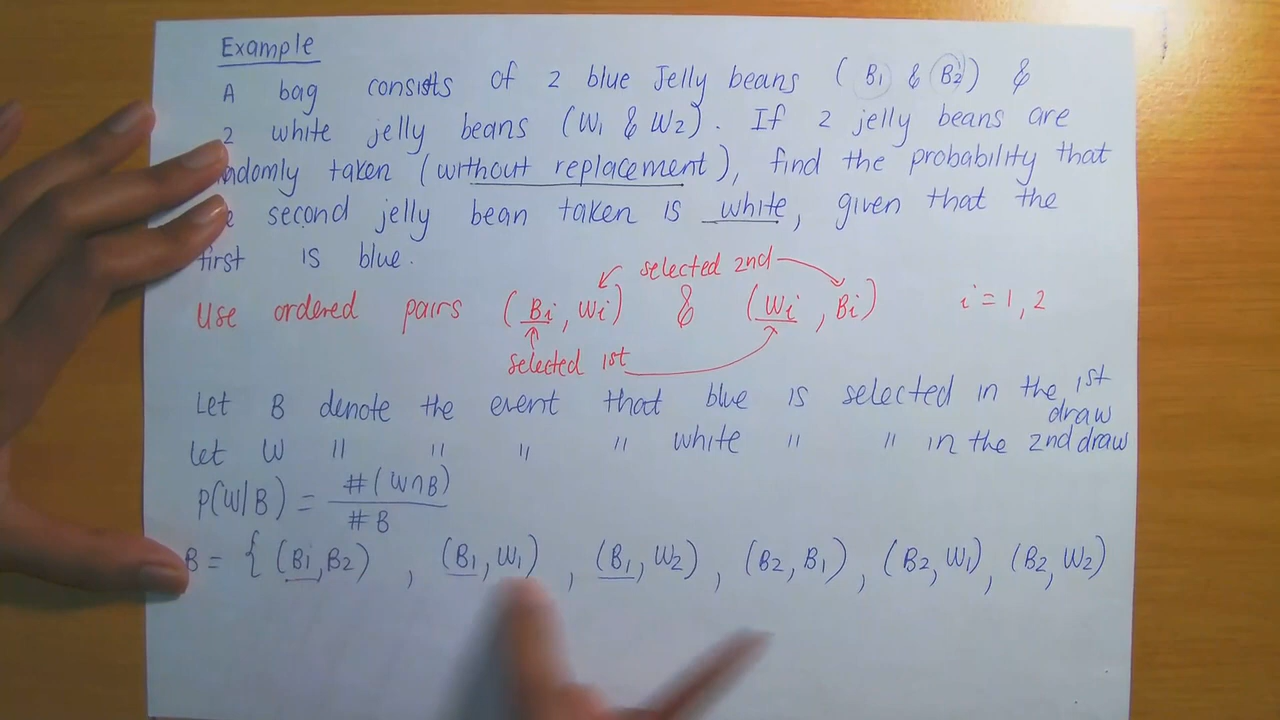 Example
A bag consists of 2 blue Jelly beans ( B1 & B2) &
2 white jelly beans (W1 & W2). If 2 jelly beans are
ndomly taken (without replacement), find the probability that
e second jelly bean taken is white, given that the
first is blue.
selected 2nd
Use ordered pairs (Bi, Wi) & (Wi, Bi) i = 1, 2
selected 1st
Let B denote the event that blue is selected in the 1st
draw
Let W " " " " white " " in the 2nd draw
P(W|B) = #(W∩B)
# B
B = { (B1,B2) , (B1,W1) , (B1,W2) , (B2,B1) , (B2,W1) , (B2,W2)